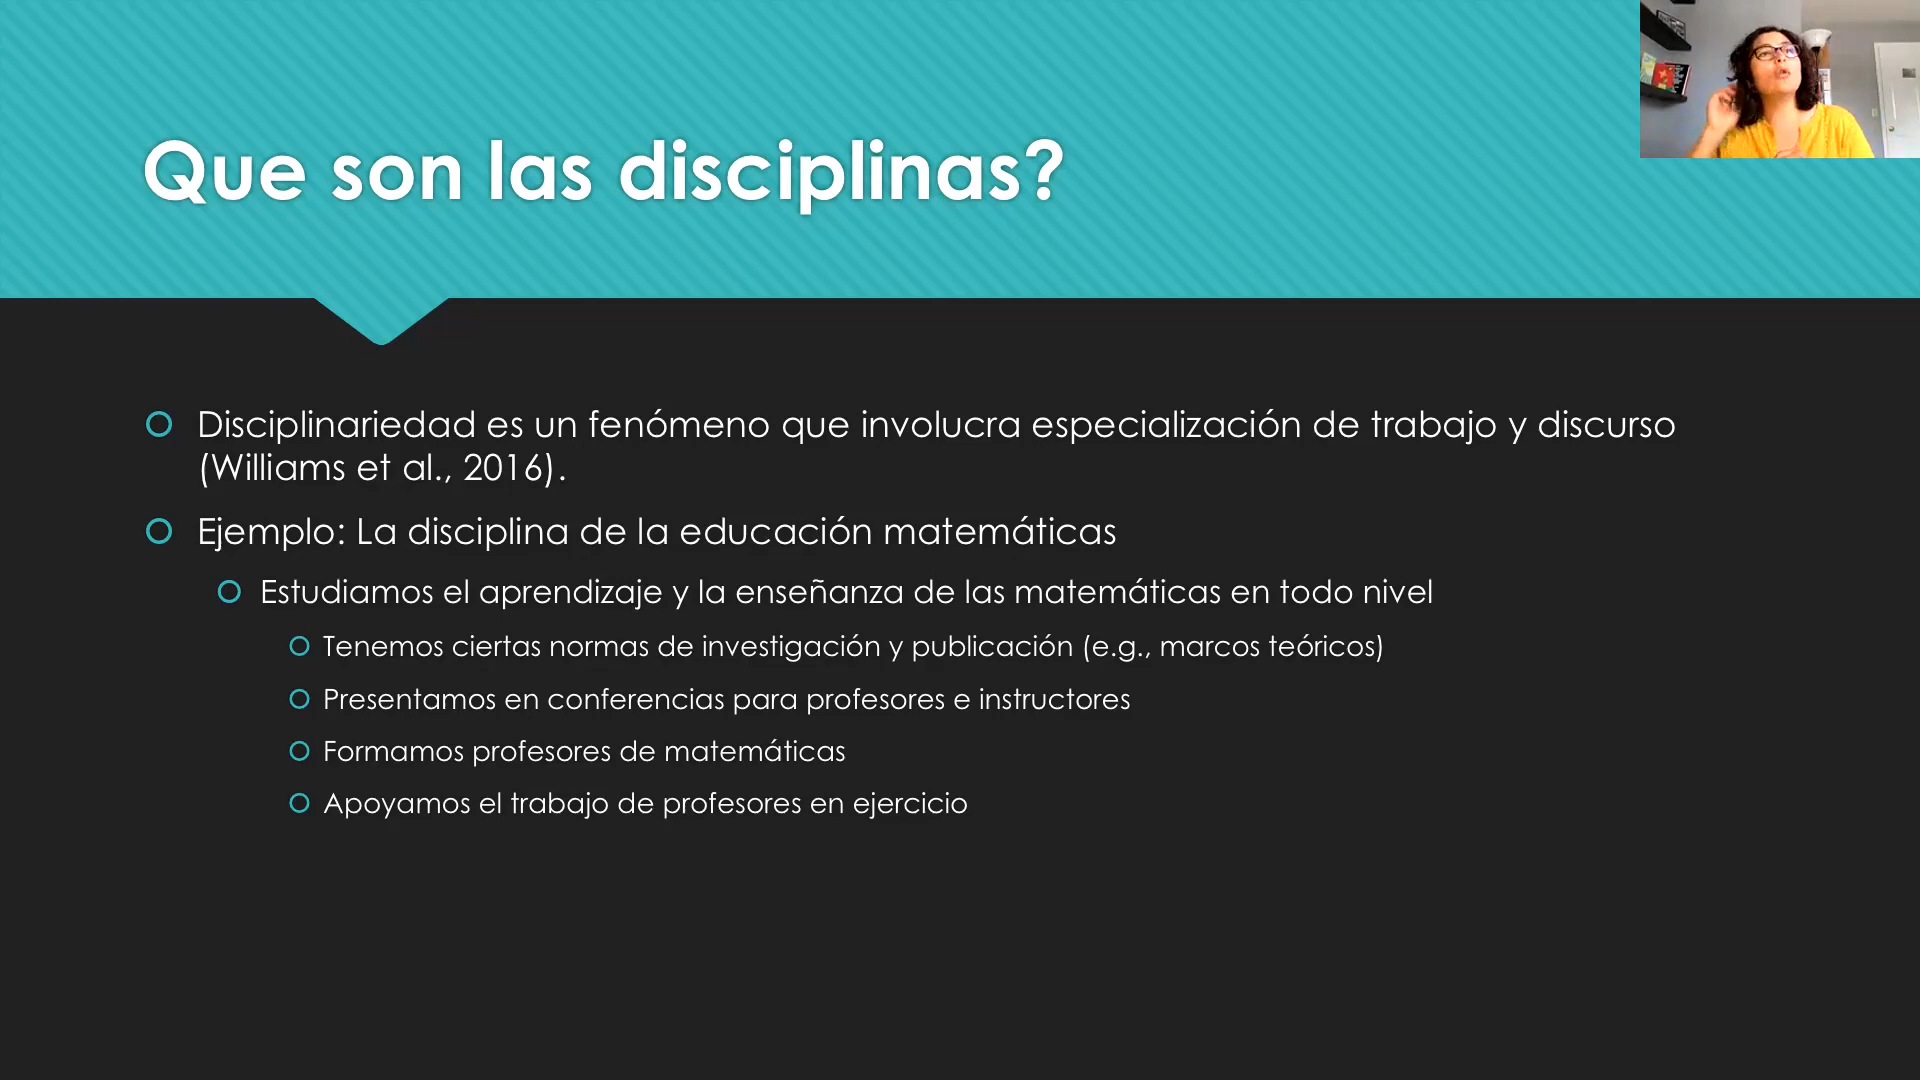 Que son las disciplinas?
Disciplinariedad es un fenómeno que involucra especialización de trabajo y discurso
(Williams et al., 2016).
Ejemplo: La disciplina de la educación matemáticas
Estudiamos el aprendizaje y la enseñanza de las matemáticas en todo nivel
Tenemos ciertas normas de investigación y publicación (e.g., marcos teóricos)
Presentamos en conferencias para profesores e instructores
Formamos profesores de matemáticas
Apoyamos el trabajo de profesores en ejercicio